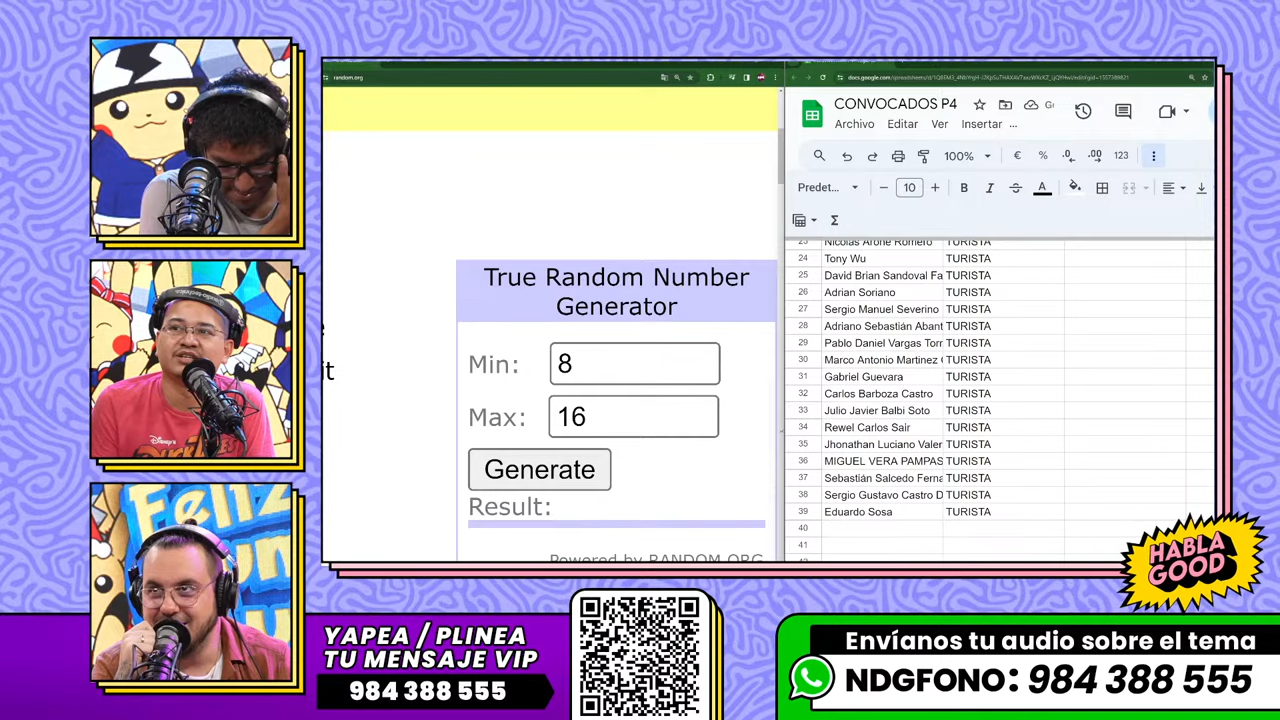 random.org
True Random Number
Generator
Min:
8
Max:
16
Generate
Result:
Powered by RANDOM.ORG
it
CONVOCADOS P4
Archivo
Editar
Ver
Insertar
...
100%
€
%
.0
.00
123
Predet...
10
B
I
A
Σ
23 Nicolas Arone Romero TURISTA
24 Tony Wu TURISTA
25 David Brian Sandoval Fa TURISTA
26 Adrian Soriano TURISTA
27 Sergio Manuel Severino TURISTA
28 Adriano Sebastián Abant TURISTA
29 Pablo Daniel Vargas Torr TURISTA
30 Marco Antonio Martinez TURISTA
31 Gabriel Guevara TURISTA
32 Carlos Barboza Castro TURISTA
33 Julio Javier Balbi Soto TURISTA
34 Rewel Carlos Sair TURISTA
35 Jhonathan Luciano Valer TURISTA
36 MIGUEL VERA PAMPAS TURISTA
37 Sebastián Salcedo Ferna TURISTA
38 Sergio Gustavo Castro D TURISTA
39 Eduardo Sosa TURISTA
40
41
HABLA
GOOD
Feliz
YAPEA / PLINEA
TU MENSAJE VIP
984 388 555
Envíanos tu audio sobre el tema
NDGFONO: 984 388 555